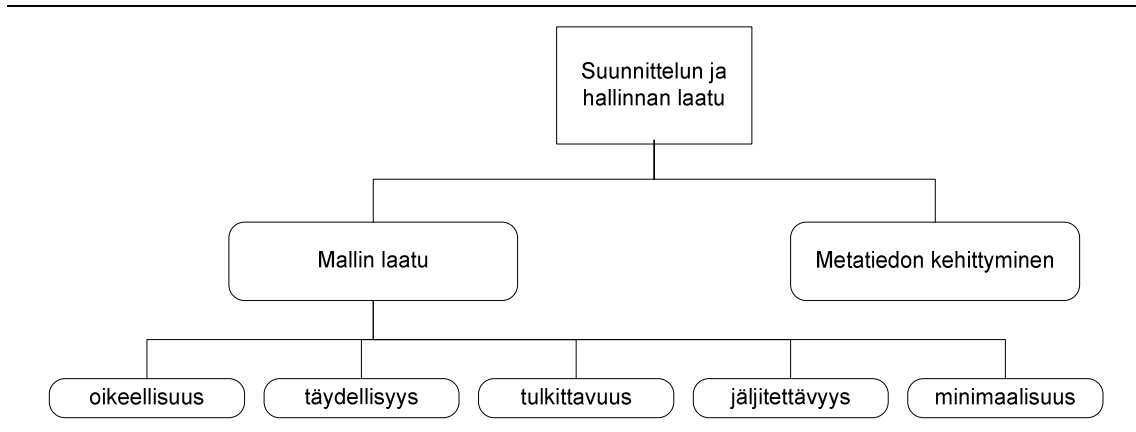 Suunnittelun ja
hallinnan laatu
Mallin laatu
Metatiedon kehittyminen
oikeellisuus
täydellisyys
tulkittavuus
jäljitettävyys
minimaalisuus